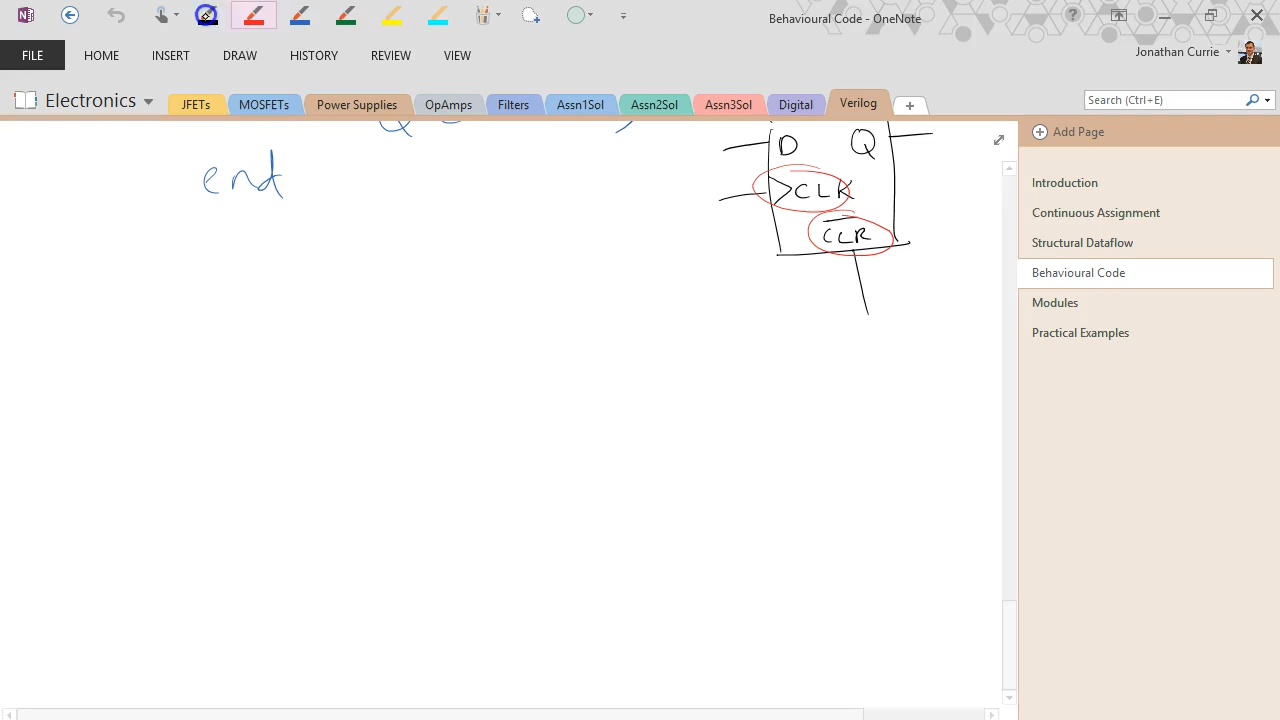 Behavioural Code - OneNote
FILE HOME INSERT DRAW HISTORY REVIEW VIEW
Jonathan Currie
Electronics
JFETs MOSFETs Power Supplies OpAmps Filters Assn1Sol Assn2Sol Assn3Sol Digital Verilog
Search (Ctrl+E)
Add Page
Introduction
Continuous Assignment
Structural Dataflow
Behavioural Code
Modules
Practical Examples
end
D Q
CLK
CLR